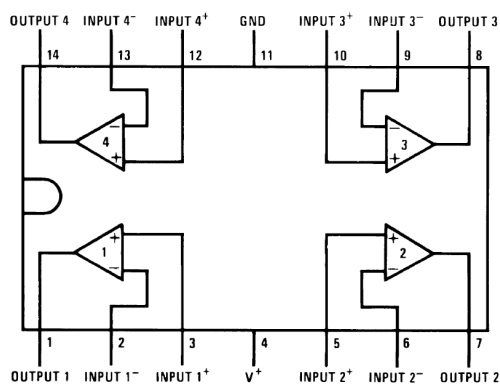 OUTPUT 4 INPUT 4⁻ INPUT 4⁺ GND INPUT 3⁺ INPUT 3⁻ OUTPUT 3
14 13 12 11 10 9 8
− −
4 3
+ +
+ +
1 2
− −
1 2 3 4 5 6 7
OUTPUT 1 INPUT 1⁻ INPUT 1⁺ V⁺ INPUT 2⁺ INPUT 2⁻ OUTPUT 2